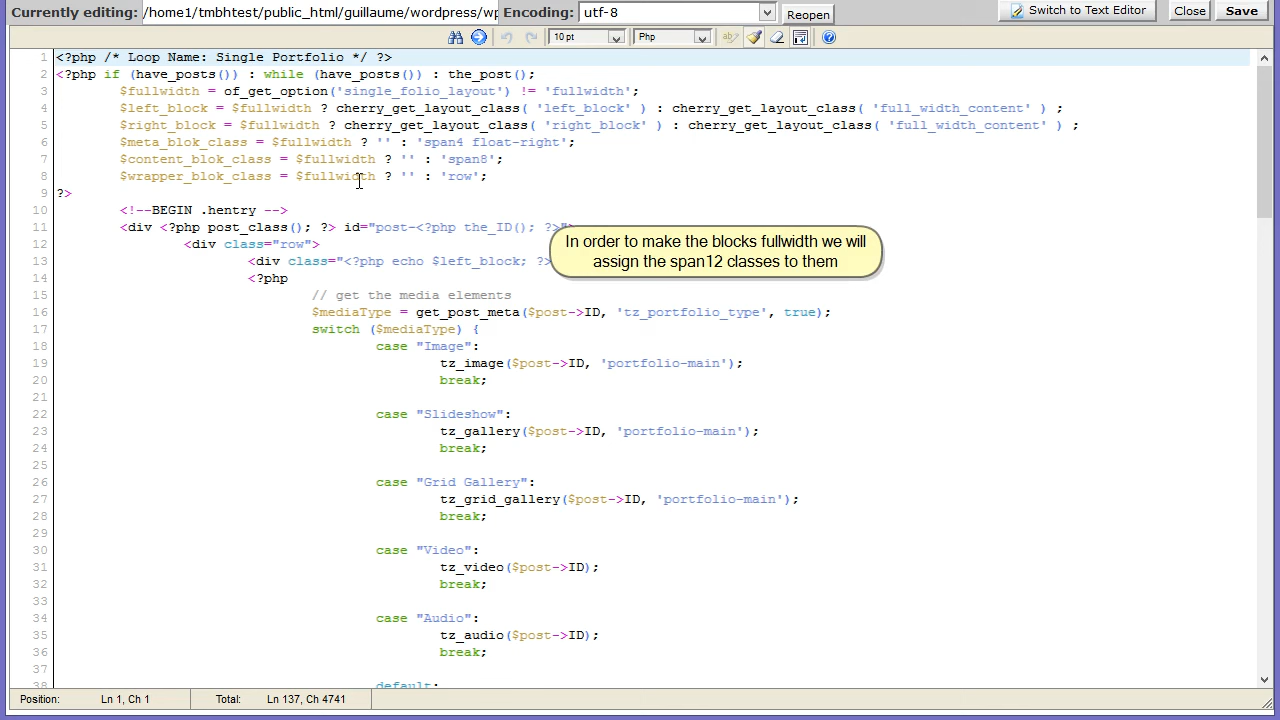 Currently editing: /home1/tmbhtest/public_html/guillaume/wordpress/wp Encoding: utf-8 Reopen Switch to Text Editor Close Save
10 pt Php
1 <?php /* Loop Name: Single Portfolio */ ?>
2 <?php if (have_posts()) : while (have_posts()) : the_post();
3 $fullwidth = of_get_option('single_folio_layout') != 'fullwidth';
4 $left_block = $fullwidth ? cherry_get_layout_class( 'left_block' ) : cherry_get_layout_class( 'full_width_content' ) ;
5 $right_block = $fullwidth ? cherry_get_layout_class( 'right_block' ) : cherry_get_layout_class( 'full_width_content' ) ;
6 $meta_blok_class = $fullwidth ? '' : 'span4 float-right';
7 $content_blok_class = $fullwidth ? '' : 'span8';
8 $wrapper_blok_class = $fullwidth ? '' : 'row';
9 ?>
10 <!--BEGIN .hentry -->
11 <div <?php post_class(); ?> id="post-<?php the_ID(); ?>">
In order to make the blocks fullwidth we will
assign the span12 classes to them
12 <div class="row">
13 <div class="<?php echo $left_block; ?>
14 <?php
15 // get the media elements
16 $mediaType = get_post_meta($post->ID, 'tz_portfolio_type', true);
17 switch ($mediaType) {
18 case "Image":
19 tz_image($post->ID, 'portfolio-main');
20 break;
21
22 case "Slideshow":
23 tz_gallery($post->ID, 'portfolio-main');
24 break;
25
26 case "Grid Gallery":
27 tz_grid_gallery($post->ID, 'portfolio-main');
28 break;
29
30 case "Video":
31 tz_video($post->ID);
32 break;
33
34 case "Audio":
35 tz_audio($post->ID);
36 break;
37
38 default:
Position: Ln 1, Ch 1 Total: Ln 137, Ch 4741